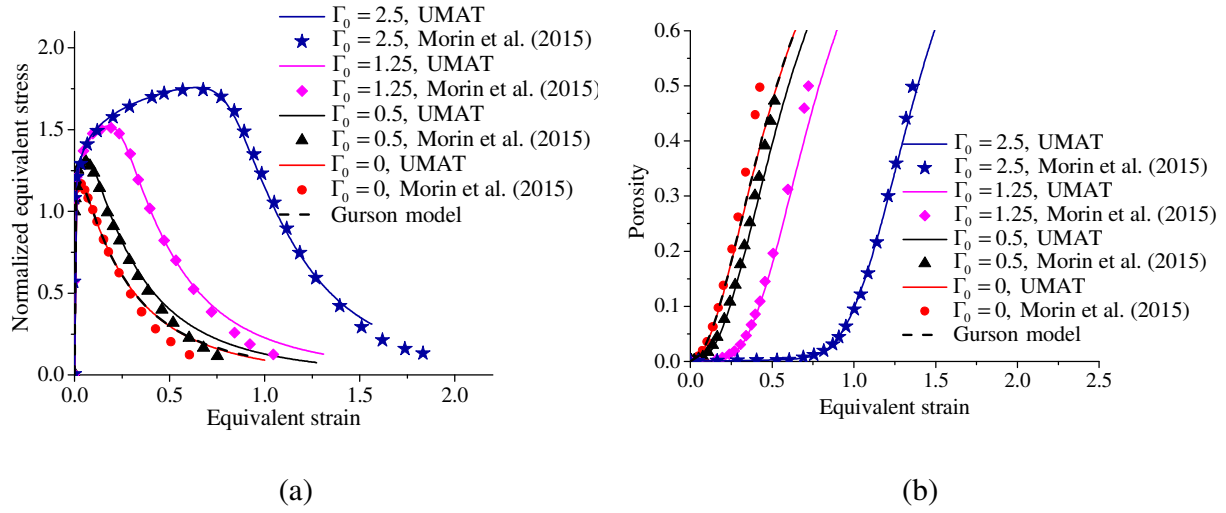 Γ₀ = 2.5, UMAT
Γ₀ = 2.5, Morin et al. (2015)
Γ₀ = 1.25, UMAT
Γ₀ = 1.25, Morin et al. (2015)
Γ₀ = 0.5, UMAT
Γ₀ = 0.5, Morin et al. (2015)
Γ₀ = 0, UMAT
Γ₀ = 0, Morin et al. (2015)
Gurson model
Normalized equivalent stress
2.0
1.5
1.0
0.5
0.0
0.0 0.5 1.0 1.5 2.0
Equivalent strain
(a)
Porosity
0.6
0.5
0.4
0.3
0.2
0.1
0.0
0.0 0.5 1.0 1.5 2.0 2.5
Equivalent strain
Γ₀ = 2.5, UMAT
Γ₀ = 2.5, Morin et al. (2015)
Γ₀ = 1.25, UMAT
Γ₀ = 1.25, Morin et al. (2015)
Γ₀ = 0.5, UMAT
Γ₀ = 0.5, Morin et al. (2015)
Γ₀ = 0, UMAT
Γ₀ = 0, Morin et al. (2015)
Gurson model
(b)